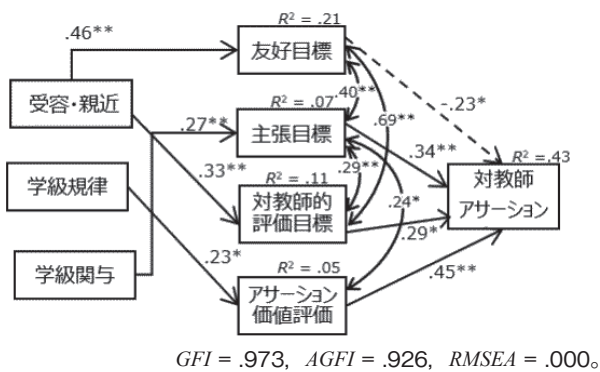 R² = .21
.46**
友好目標
受容・親近
.40**
-.23*
R² = .07
.27**
主張目標
.69**
.34**
R² =.43
.33**
.29**
R² = .11
学級規律
対教師的
評価目標
.24*
対教師
アサーション
.29*
.23*
学級関与
R² = .05
.45**
アサーション
価値評価
GFI = .973, AGFI = .926, RMSEA = .000。